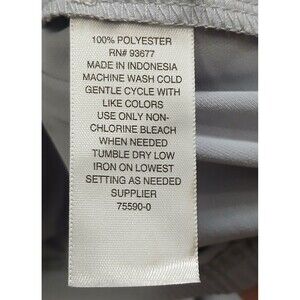 100% POLYESTER
RN# 93677
MADE IN INDONESIA
MACHINE WASH COLD
GENTLE CYCLE WITH
LIKE COLORS
USE ONLY NON-
CHLORINE BLEACH
WHEN NEEDED
TUMBLE DRY LOW
IRON ON LOWEST
SETTING AS NEEDED
SUPPLIER
75590-0